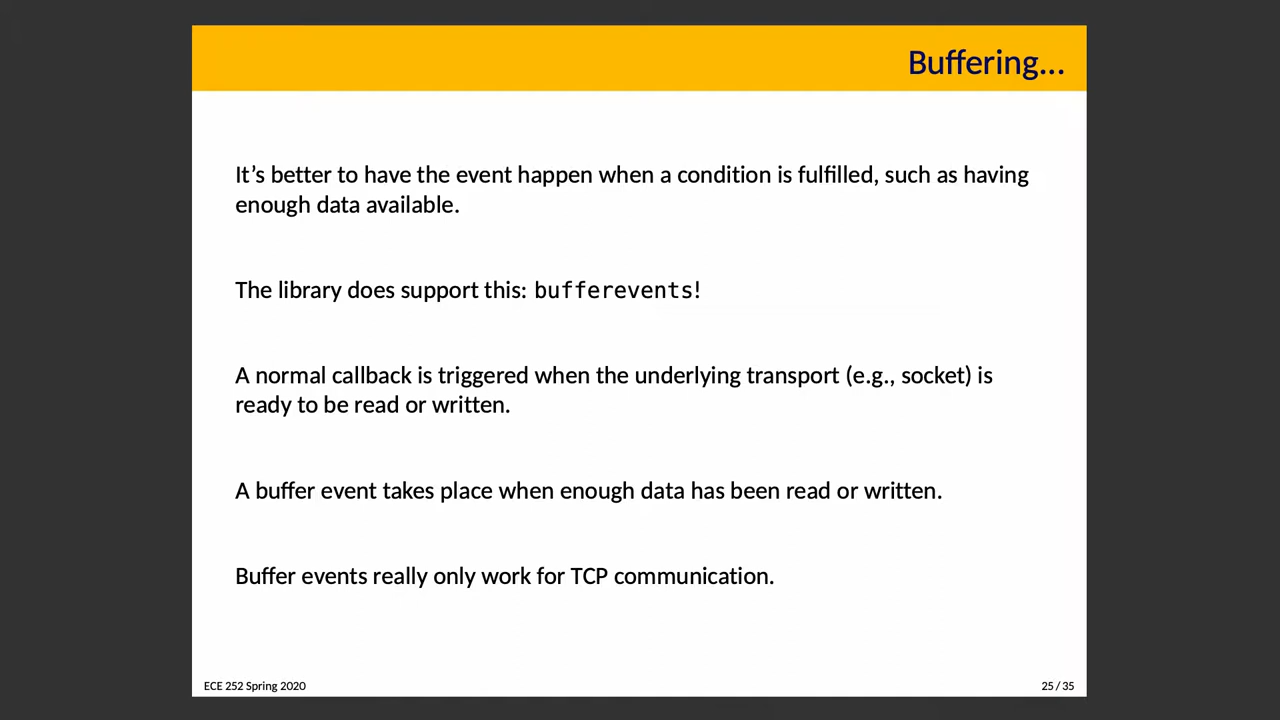 Buffering...
It's better to have the event happen when a condition is fulfilled, such as having
enough data available.
The library does support this: bufferevents!
A normal callback is triggered when the underlying transport (e.g., socket) is
ready to be read or written.
A buffer event takes place when enough data has been read or written.
Buffer events really only work for TCP communication.
ECE 252 Spring 2020
25 / 35